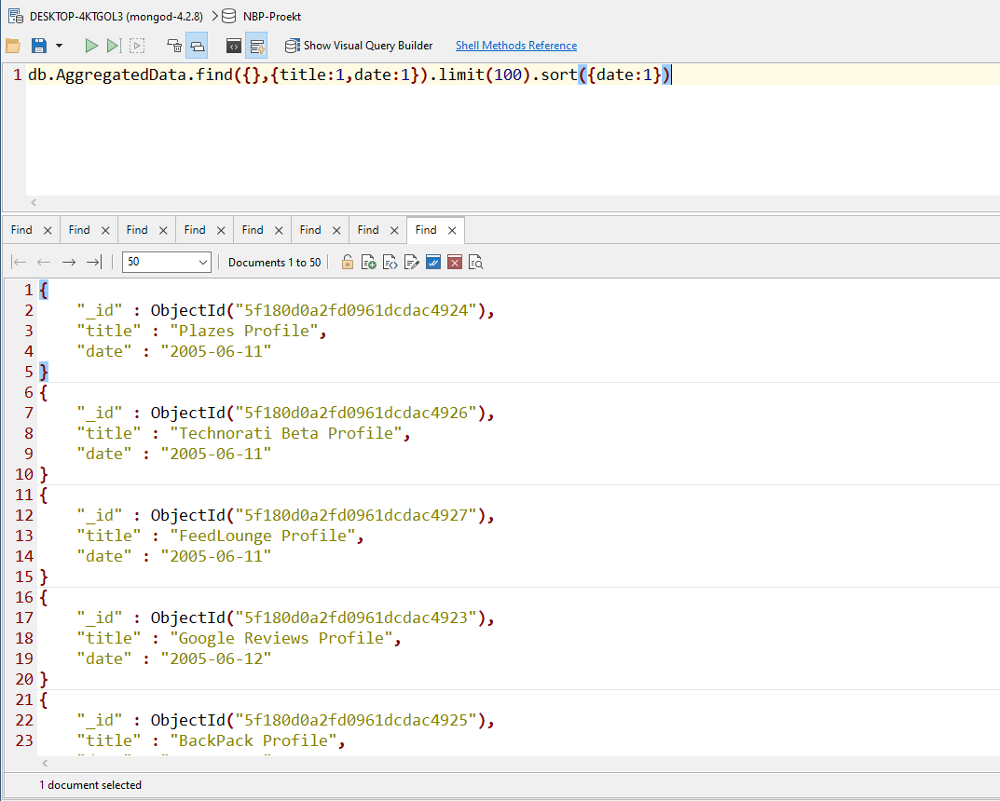 DESKTOP-4KTGOL3 (mongod-4.2.8) NBP-Proekt
Show Visual Query Builder Shell Methods Reference
1 db.AggregatedData.find({},{title:1,date:1}).limit(100).sort({date:1})
Find Find Find Find Find Find Find Find
50 Documents 1 to 50
1 {
2 "_id" : ObjectId("5f180d0a2fd0961dcdac4924"),
3 "title" : "Plazes Profile",
4 "date" : "2005-06-11"
5 }
6 {
7 "_id" : ObjectId("5f180d0a2fd0961dcdac4926"),
8 "title" : "Technorati Beta Profile",
9 "date" : "2005-06-11"
10 }
11 {
12 "_id" : ObjectId("5f180d0a2fd0961dcdac4927"),
13 "title" : "FeedLounge Profile",
14 "date" : "2005-06-11"
15 }
16 {
17 "_id" : ObjectId("5f180d0a2fd0961dcdac4923"),
18 "title" : "Google Reviews Profile",
19 "date" : "2005-06-12"
20 }
21 {
22 "_id" : ObjectId("5f180d0a2fd0961dcdac4925"),
23 "title" : "BackPack Profile",
1 document selected